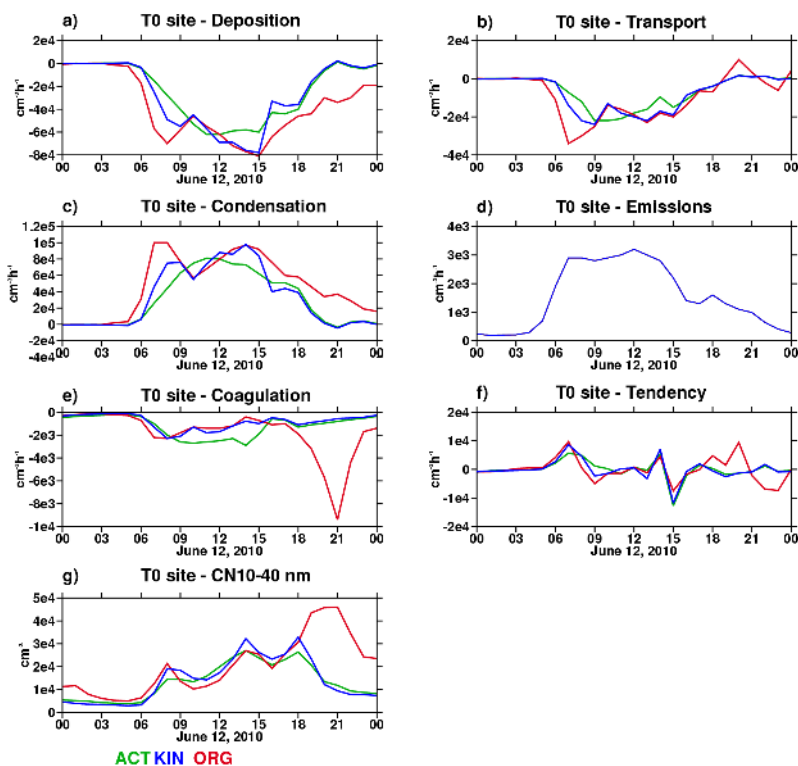 a) T0 site - Deposition
2e4
0
-2e4
-4e4
-6e4
-8e4
cm⁻³h⁻¹
00 03 06 09 12 15 18 21 00
June 12, 2010
b) T0 site - Transport
2e4
0
-2e4
-4e4
cm⁻³h⁻¹
00 03 06 09 12 15 18 21 00
June 12, 2010
c) T0 site - Condensation
1.2e5
1e5
8e4
6e4
4e4
2e4
0
-2e4
-4e4
cm⁻³h⁻¹
00 03 06 09 12 15 18 21 00
June 12, 2010
d) T0 site - Emissions
4e3
3e3
2e3
1e3
0
cm⁻³h⁻¹
00 03 06 09 12 15 18 21 00
June 12, 2010
e) T0 site - Coagulation
0
-2e3
-4e3
-6e3
-8e3
-1e4
cm⁻³h⁻¹
00 03 06 09 12 15 18 21 00
June 12, 2010
f) T0 site - Tendency
2e4
1e4
0
-1e4
-2e4
cm⁻³h⁻¹
00 03 06 09 12 15 18 21 00
June 12, 2010
g) T0 site - CN10-40 nm
5e4
4e4
3e4
2e4
1e4
0
cm⁻³
00 03 06 09 12 15 18 21 00
June 12, 2010
ACT KIN ORG